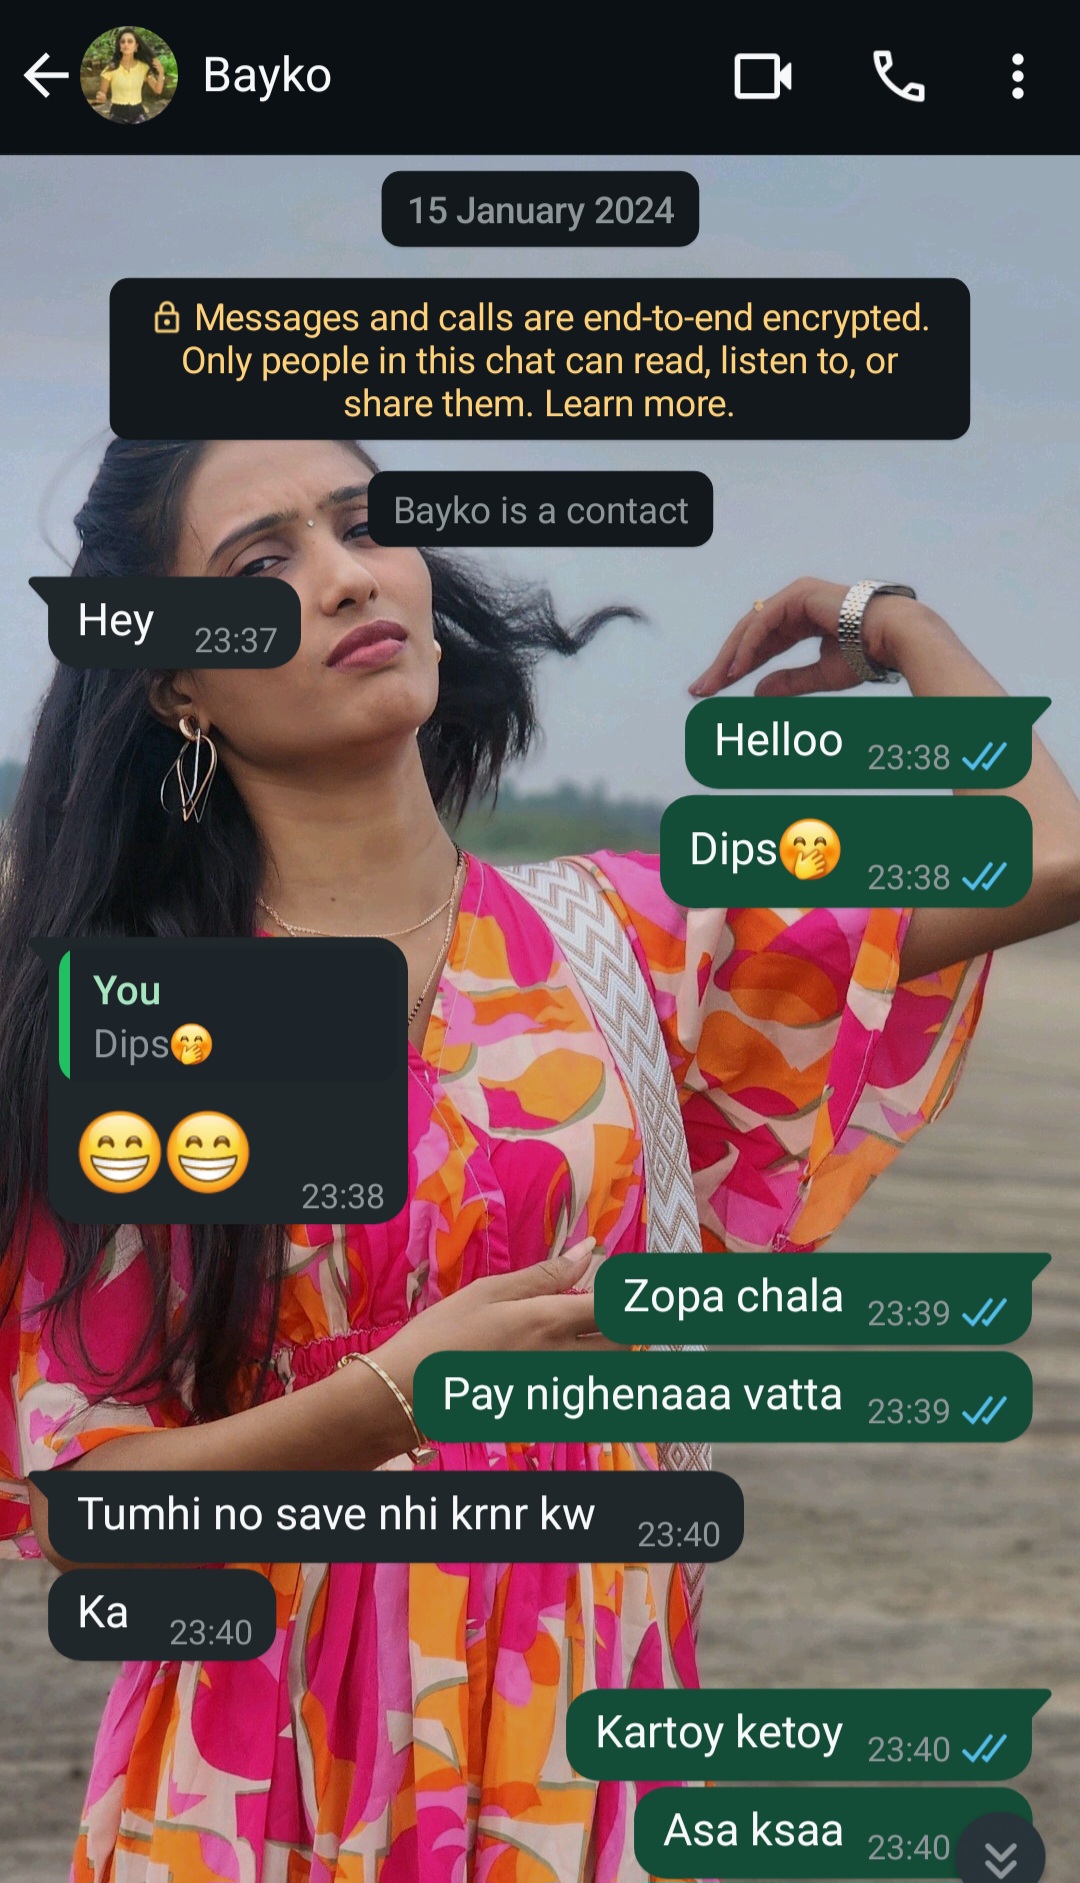 Bayko
15 January 2024
Messages and calls are end-to-end encrypted.
Only people in this chat can read, listen to, or
share them. Learn more.
Bayko is a contact
Hey 23:37
Helloo 23:38
Dips🤭 23:38
You
Dips🤭
😁😁 23:38
Zopa chala 23:39
Pay nighenaaa vatta 23:39
Tumhi no save nhi krnr kw 23:40
Ka 23:40
Kartoy ketoy 23:40
Asa ksaa 23:40